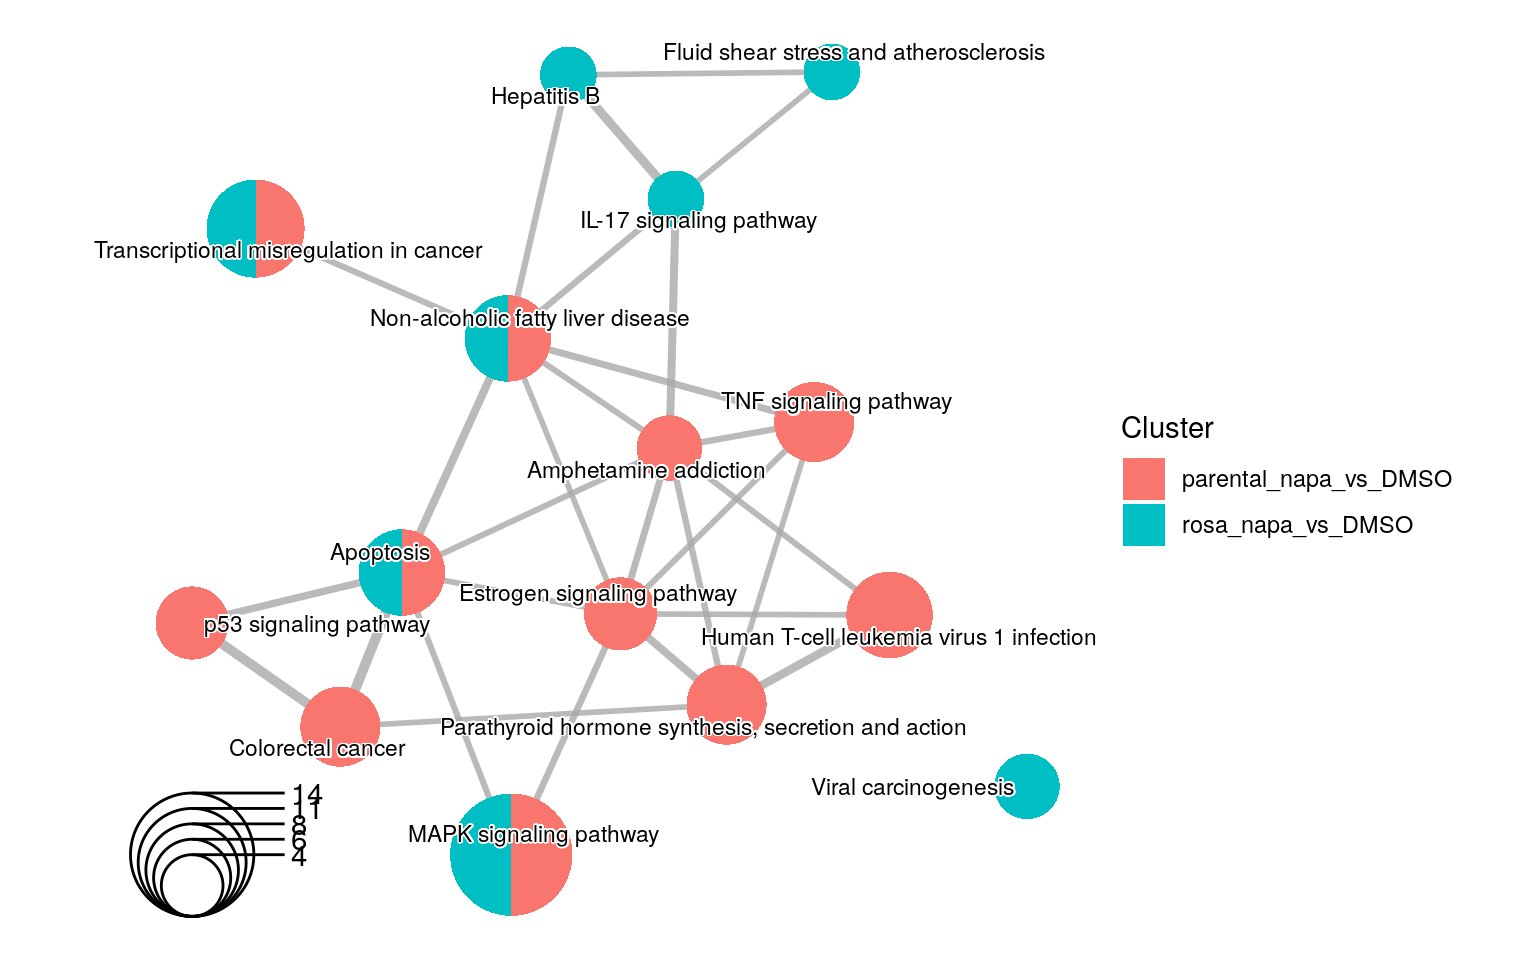 Fluid shear stress and atherosclerosis
Hepatitis B
IL-17 signaling pathway
Transcriptional misregulation in cancer
Non-alcoholic fatty liver disease
TNF signaling pathway
Amphetamine addiction
Cluster
parental_napa_vs_DMSO
rosa_napa_vs_DMSO
Apoptosis
Estrogen signaling pathway
p53 signaling pathway
Human T-cell leukemia virus 1 infection
Parathyroid hormone synthesis, secretion and action
Colorectal cancer
Viral carcinogenesis
MAPK signaling pathway
14
11
8
6
4